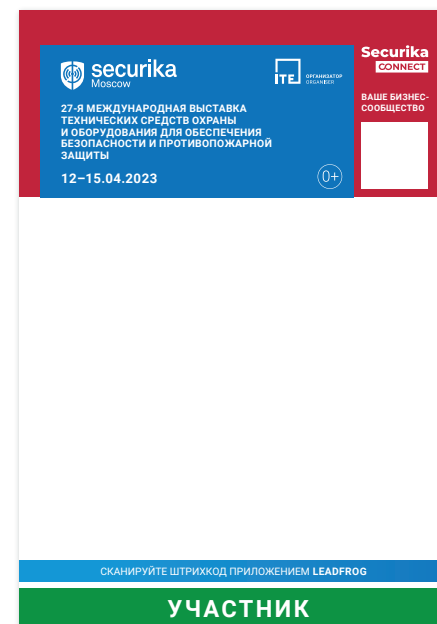 securika
Moscow
iTE
ОРГАНИЗАТОР
ORGANISER
27-Я МЕЖДУНАРОДНАЯ ВЫСТАВКА
ТЕХНИЧЕСКИХ СРЕДСТВ ОХРАНЫ
И ОБОРУДОВАНИЯ ДЛЯ ОБЕСПЕЧЕНИЯ
БЕЗОПАСНОСТИ И ПРОТИВОПОЖАРНОЙ
ЗАЩИТЫ
12–15.04.2023
0+
Securika
CONNECT
ВАШЕ БИЗНЕС-
СООБЩЕСТВО
СКАНИРУЙТЕ ШТРИХКОД ПРИЛОЖЕНИЕМ LEADFROG
УЧАСТНИК